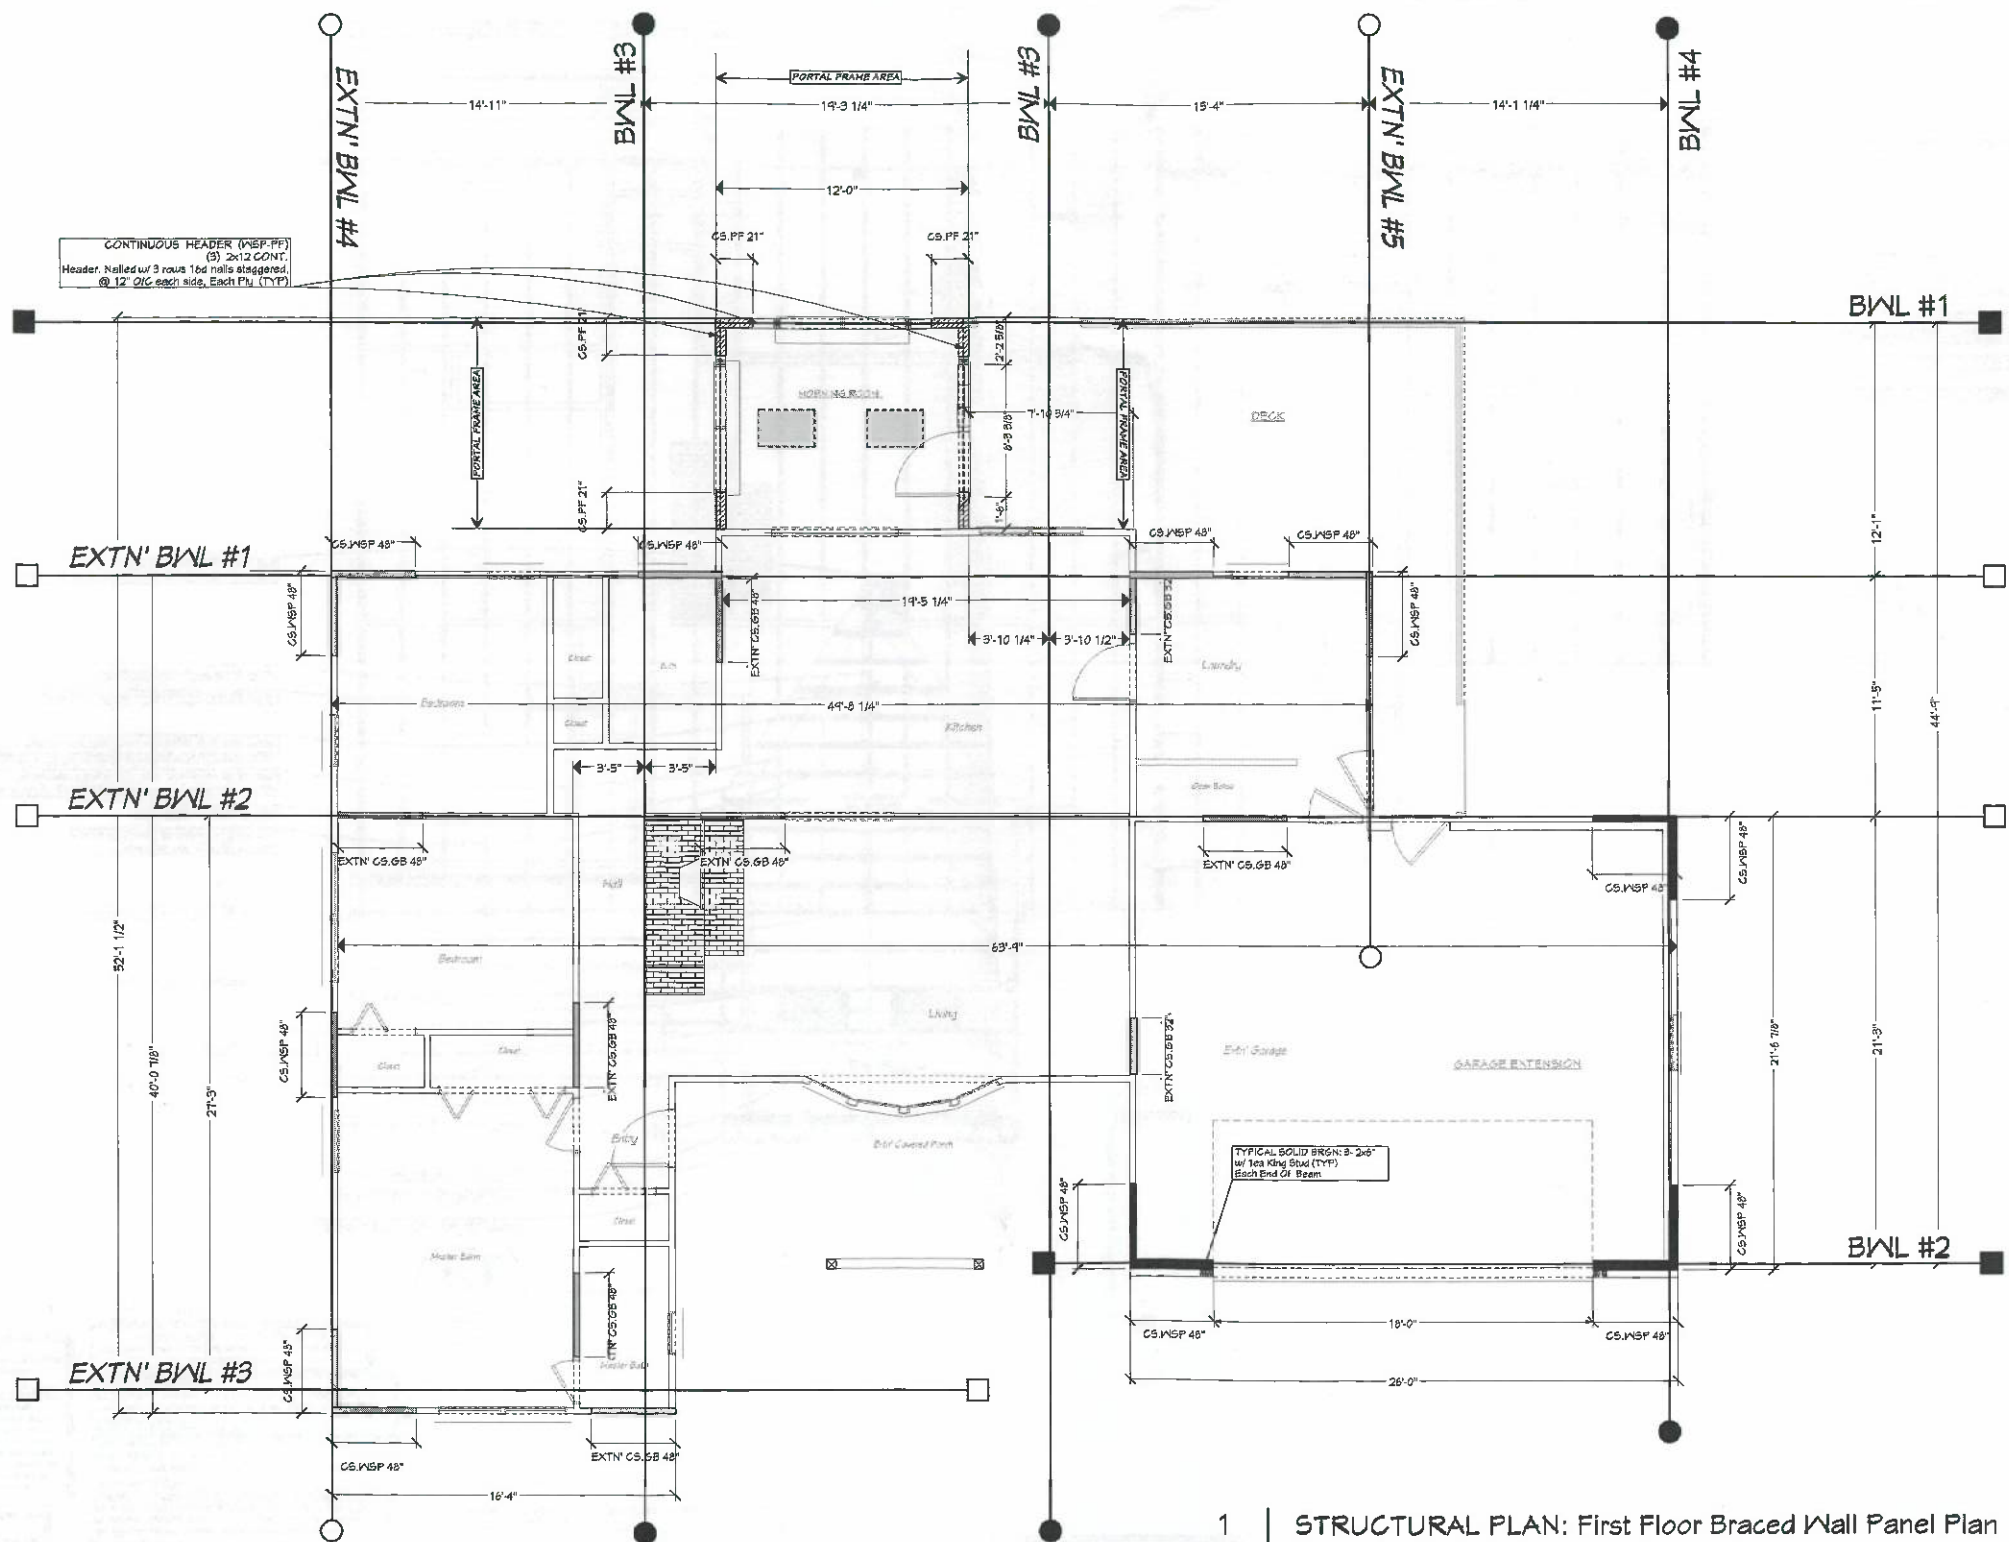 EXTN' BWL #4
BWL #3
BWL #3
EXTN' BWL #5
BWL #4
PORTAL FRAME AREA
14'-11"
19'-3 1/4"
15'-4"
14'-1 1/4"
12'-0"
CS.PF 21"
CS.PF 21"
CONTINUOUS HEADER (WSP-PF)
(3) 2x12 CONT.
Header. Nailed w/ 3 rows 16d nails staggered,
@ 12" O/C each side, Each Ply (TYP)
BWL #1
CS.PF 21"
2'-2 5/8"
PORTAL FRAME AREA
PORTAL FRAME AREA
MORNING ROOM
7'-10 3/4"
DECK
CS.PF 21"
1'-8"
12'-1"
EXTN' BWL #1
CS.WSP 48"
CS.WSP 48"
CS.WSP 48"
CS.WSP 48"
CS.WSP 48"
EXTN' CS.GB 48"
19'-5 1/4"
EXTN' CS.GB 32"
CS.WSP 48"
3'-10 1/4"
3'-10 1/2"
Closet
Laundry
Bedroom
49'-8 1/4"
Closet
Kitchen
11'-5"
44'-9"
3'-5"
3'-5"
EXTN' BWL #2
EXTN' CS.GB 48"
EXTN' CS.GB 48"
EXTN' CS.GB 48"
CS.WSP 48"
CS.WSP 48"
Hall
52'-1 1/2"
63'-9"
Bedroom
Living
CS.WSP 48"
EXTN' CS.GB 48"
EXTN' CS.GB 32"
Closet
Closet
Extn' Garage
GARAGE EXTENSION
40'-0 7/8"
27'-3"
21'-6 7/8"
21'-3"
Entry
Extn' Covered Porch
TYPICAL SOLID BRGN: 3- 2x6"
w/ 1ea King Stud (TYP)
Each End Of Beam
Closet
CS.WSP 48"
CS.WSP 48"
BWL #2
CS.WSP 48"
18'-0"
CS.WSP 48"
Master Bath
EXTN' BWL #3
CS.WSP 48"
26'-0"
CS.WSP 48"
EXTN' CS.GB 48"
16'-4"
1 | STRUCTURAL PLAN: First Floor Braced Wall Panel Plan